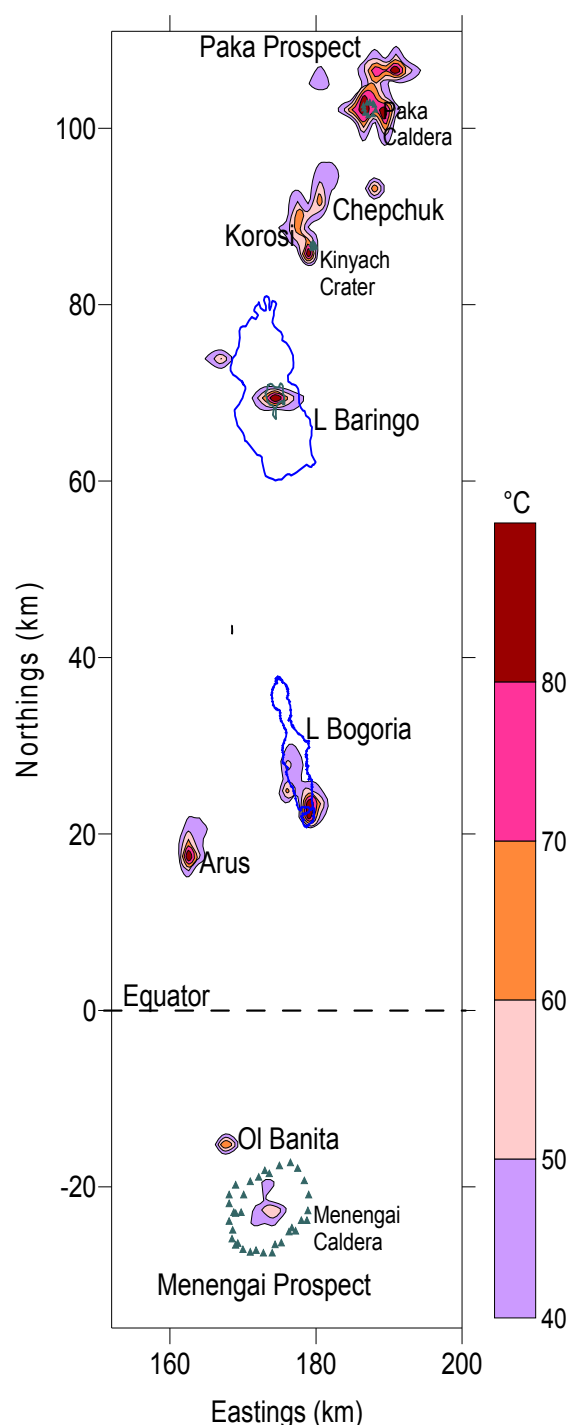 Paka Prospect
100
Paka
Caldera
Chepchuk
Korosi
Kinyach
Crater
80
L Baringo
60
°C
Northings (km)
40
80
L Bogoria
70
20
Arus
60
Equator
0
50
Ol Banita
-20
Menengai
Caldera
Menengai Prospect
40
160
180
200
Eastings (km)